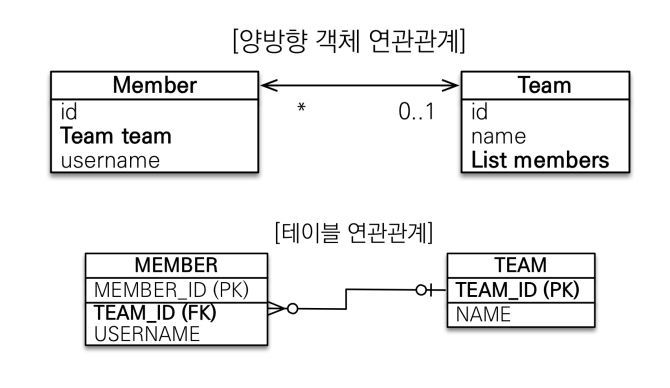 [양방향 객체 연관관계]
Member
id
Team team
username
* 0..1
Team
id
name
List members
[테이블 연관관계]
MEMBER
MEMBER_ID (PK)
TEAM_ID (FK)
USERNAME
TEAM
TEAM_ID (PK)
NAME